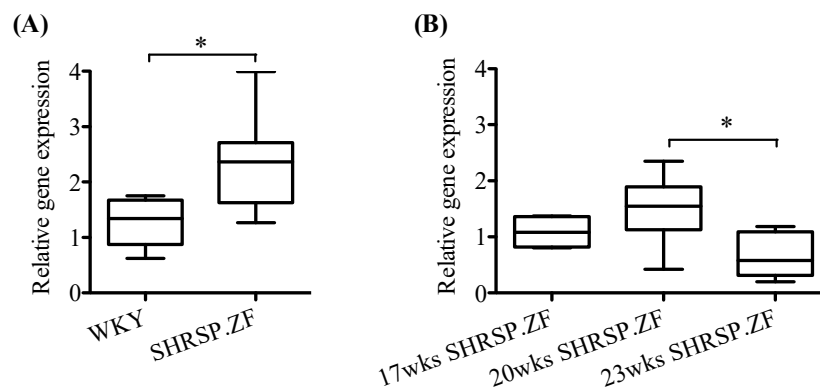 (A)
*
Relative gene expression
4
3
2
1
0
WKY
SHRSP.ZF
(B)
*
Relative gene expression
4
3
2
1
0
17wks SHRSP.ZF
20wks SHRSP.ZF
23wks SHRSP.ZF